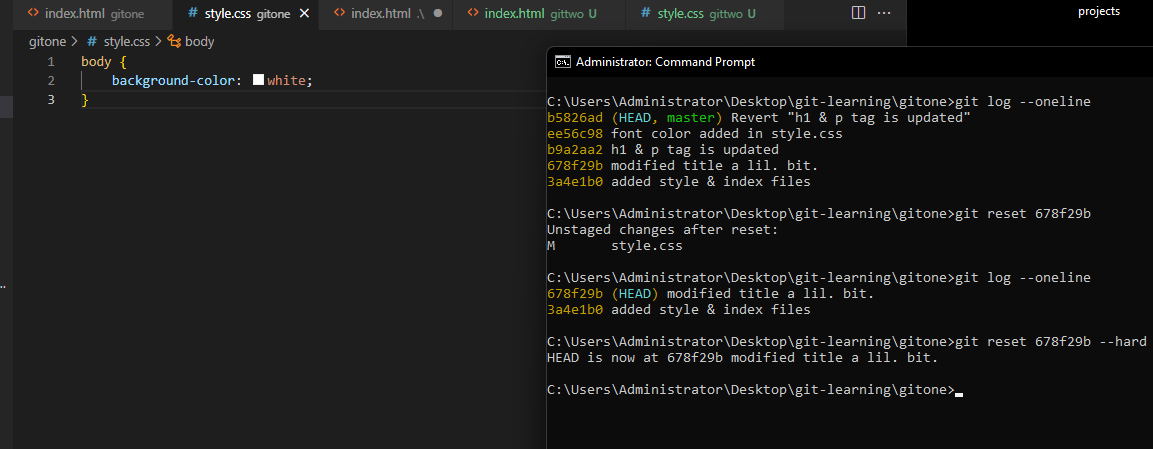 index.html gitone
# style.css gitone
index.html .\
index.html gittwo U
# style.css gittwo U
projects
gitone > # style.css > body
1 body {
2 background-color: white;
3 }
Administrator: Command Prompt
C:\Users\Administrator\Desktop\git-learning\gitone>git log --oneline
b5826ad (HEAD, master) Revert "h1 & p tag is updated"
ee56c98 font color added in style.css
b9a2aa2 h1 & p tag is updated
678f29b modified title a lil. bit.
3a4e1b0 added style & index files
C:\Users\Administrator\Desktop\git-learning\gitone>git reset 678f29b
Unstaged changes after reset:
M style.css
C:\Users\Administrator\Desktop\git-learning\gitone>git log --oneline
678f29b (HEAD) modified title a lil. bit.
3a4e1b0 added style & index files
C:\Users\Administrator\Desktop\git-learning\gitone>git reset 678f29b --hard
HEAD is now at 678f29b modified title a lil. bit.
C:\Users\Administrator\Desktop\git-learning\gitone>